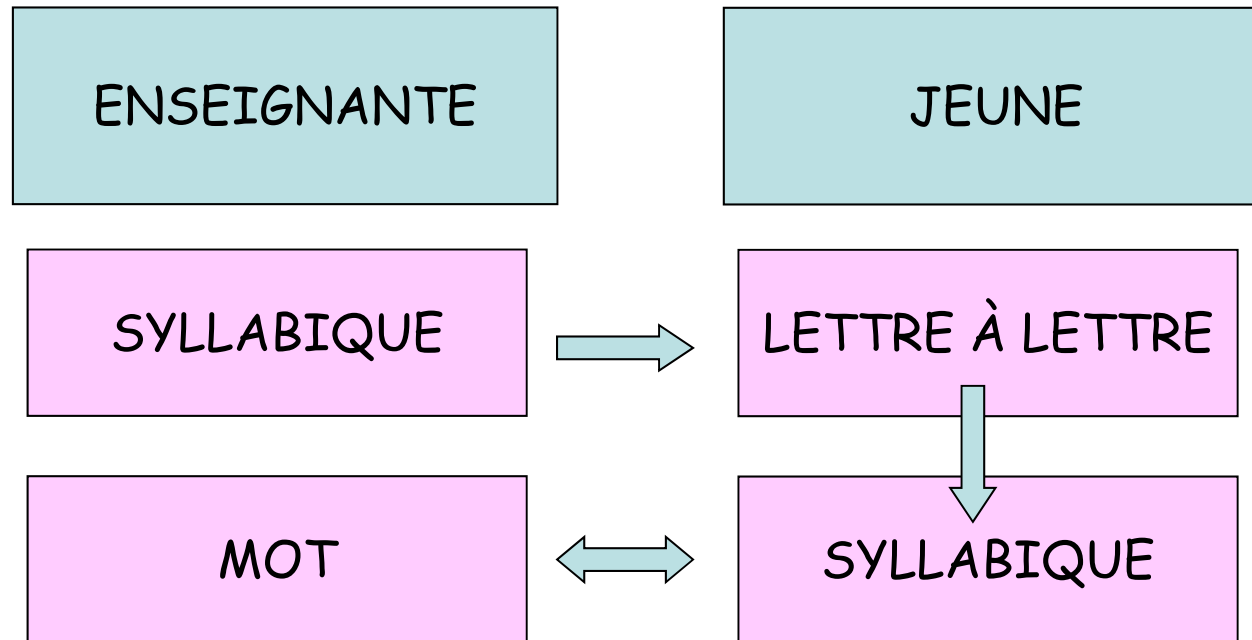 ENSEIGNANTE
JEUNE
SYLLABIQUE
LETTRE À LETTRE
MOT
SYLLABIQUE